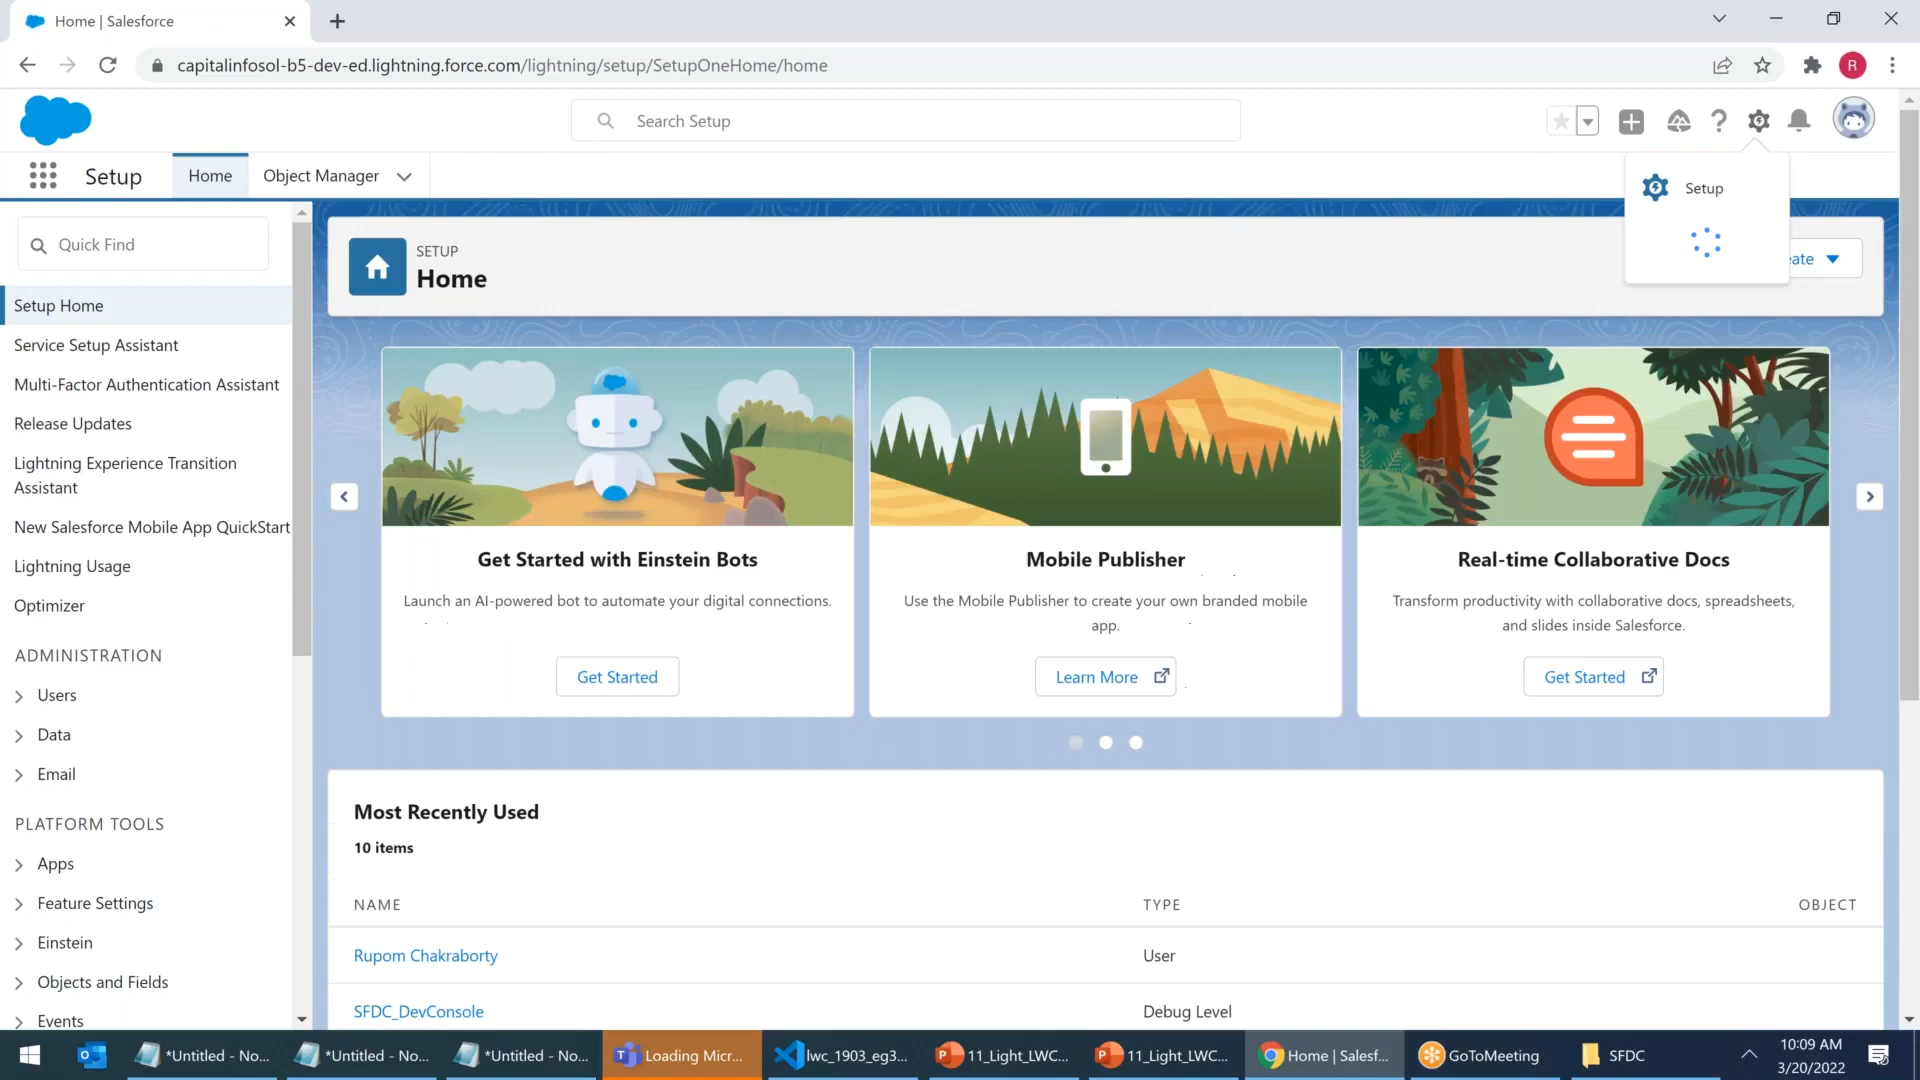 Home | Salesforce
capitalinfosol-b5-dev-ed.lightning.force.com/lightning/setup/SetupOneHome/home
R
Search Setup
Setup
Home
Object Manager
Setup
Quick Find
SETUP
Home
eate
Setup Home
Service Setup Assistant
Multi-Factor Authentication Assistant
Release Updates
Lightning Experience Transition
Assistant
New Salesforce Mobile App QuickStart
Lightning Usage
Optimizer
ADMINISTRATION
Users
Data
Email
PLATFORM TOOLS
Apps
Feature Settings
Einstein
Objects and Fields
Events
Get Started with Einstein Bots
Launch an AI-powered bot to automate your digital connections.
Get Started
Mobile Publisher
Use the Mobile Publisher to create your own branded mobile
app.
Learn More
Real-time Collaborative Docs
Transform productivity with collaborative docs, spreadsheets,
and slides inside Salesforce.
Get Started
Most Recently Used
10 items
NAME TYPE OBJECT
Rupom Chakraborty User
SFDC_DevConsole Debug Level
*Untitled - No...
*Untitled - No...
*Untitled - No...
Loading Micr...
lwc_1903_eg3...
11_Light_LWC...
11_Light_LWC...
Home | Salesf...
GoToMeeting
SFDC
10:09 AM
3/20/2022